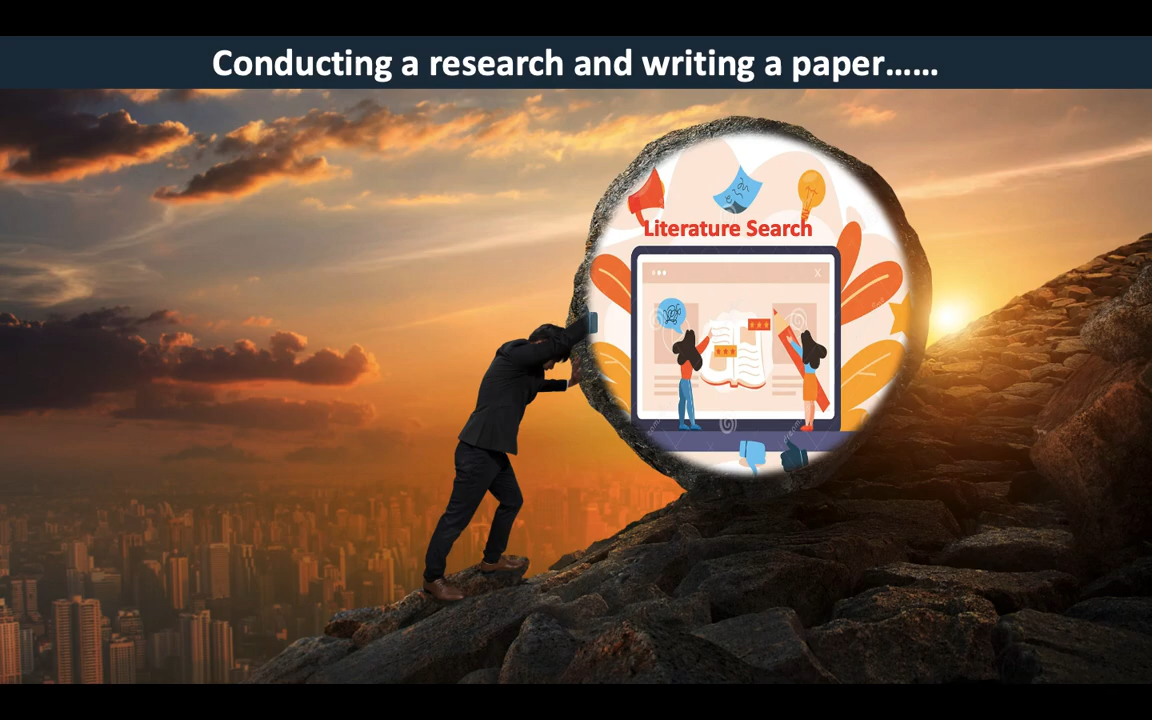 Conducting a research and writing a paper……
Literature Search
X